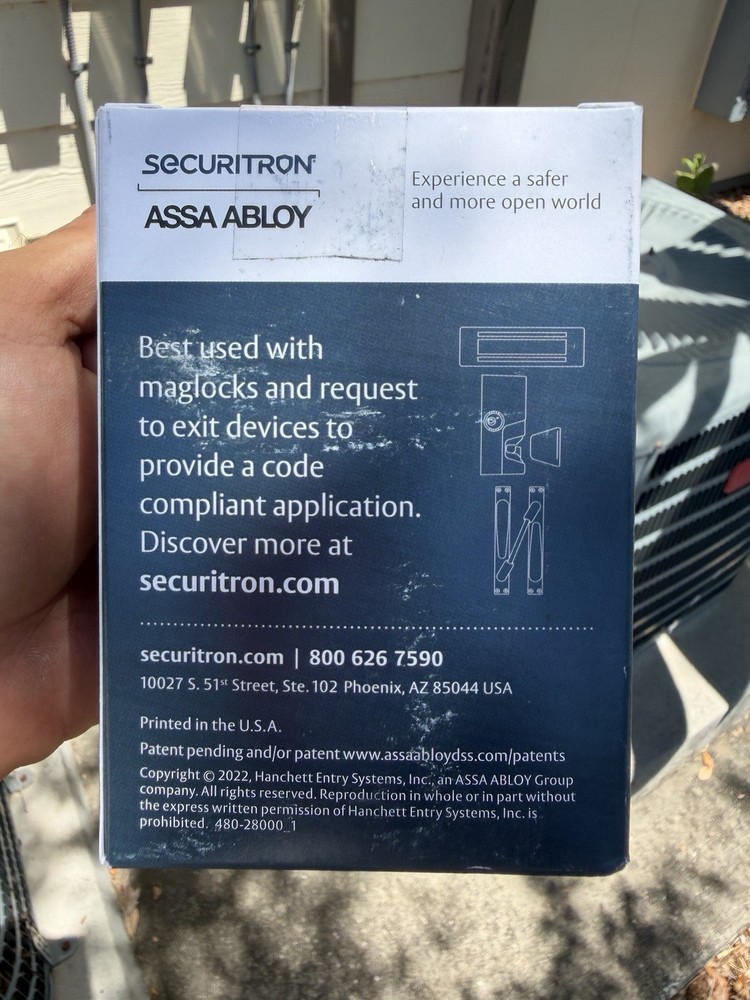 SECURITRON
ASSA ABLOY
Experience a safer
and more open world
Best used with
maglocks and request
to exit devices to
provide a code
compliant application.
Discover more at
securitron.com
securitron.com | 800 626 7590
10027 S. 51st Street, Ste. 102 Phoenix, AZ 85044 USA
Printed in the U.S.A.
Patent pending and/or patent www.assaabloydss.com/patents
Copyright © 2022, Hanchett Entry Systems, Inc., an ASSA ABLOY Group
company. All rights reserved. Reproduction in whole or in part without
the express written permission of Hanchett Entry Systems, Inc. is
prohibited. 480-28000_1